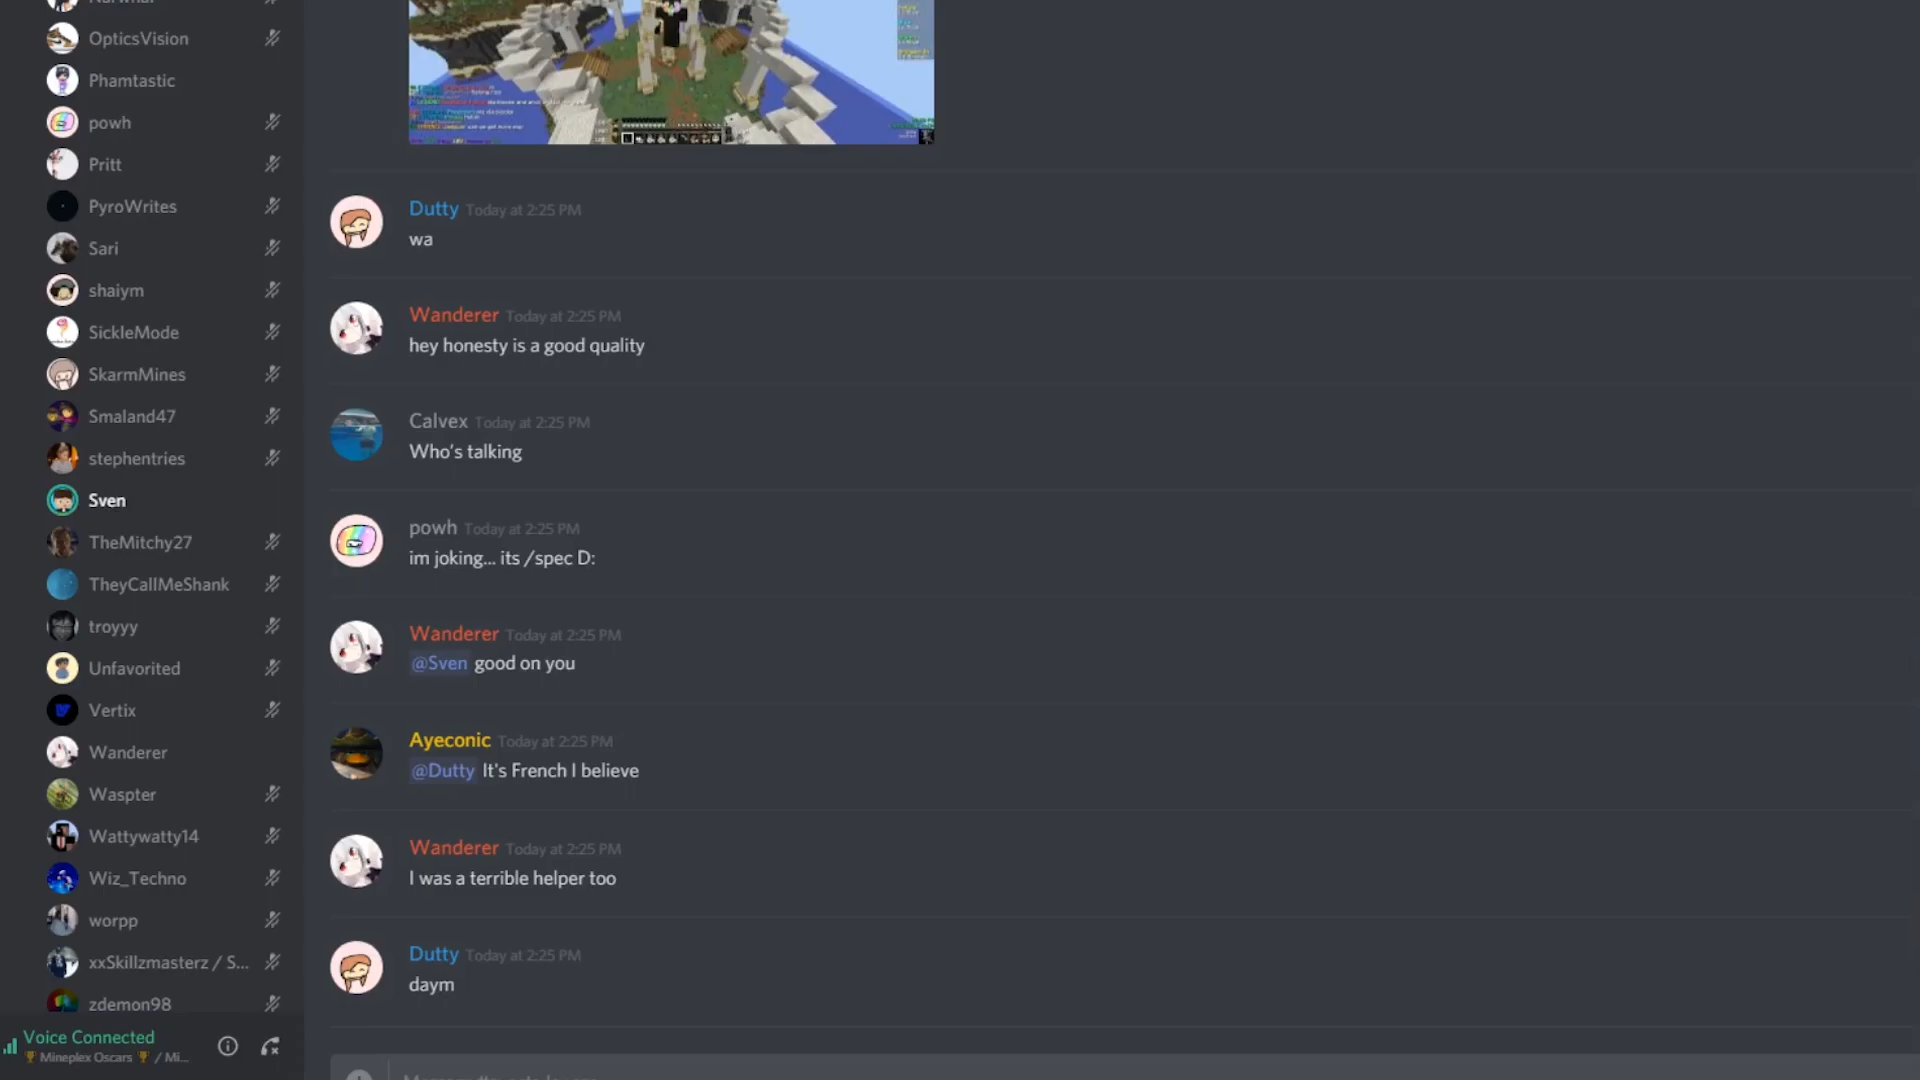 OpticsVision
Phamtastic
powh
Pritt
PyroWrites
Sari
shaiym
SickleMode
SkarmMines
Smaland47
stephentries
Sven
TheMitchy27
TheyCallMeShank
troyyy
Unfavorited
Vertix
Wanderer
Waspter
Wattywatty14
Wiz_Techno
worpp
xxSkillzmasterz / S...
zdemon98
Voice Connected
Mineplex Oscars / Mi...
Dutty Today at 2:25 PM
wa
Wanderer Today at 2:25 PM
hey honesty is a good quality
Calvex Today at 2:25 PM
Who's talking
powh Today at 2:25 PM
im joking... its /spec D:
Wanderer Today at 2:25 PM
@Sven good on you
Ayeconic Today at 2:25 PM
@Dutty It's French I believe
Wanderer Today at 2:25 PM
I was a terrible helper too
Dutty Today at 2:25 PM
daym